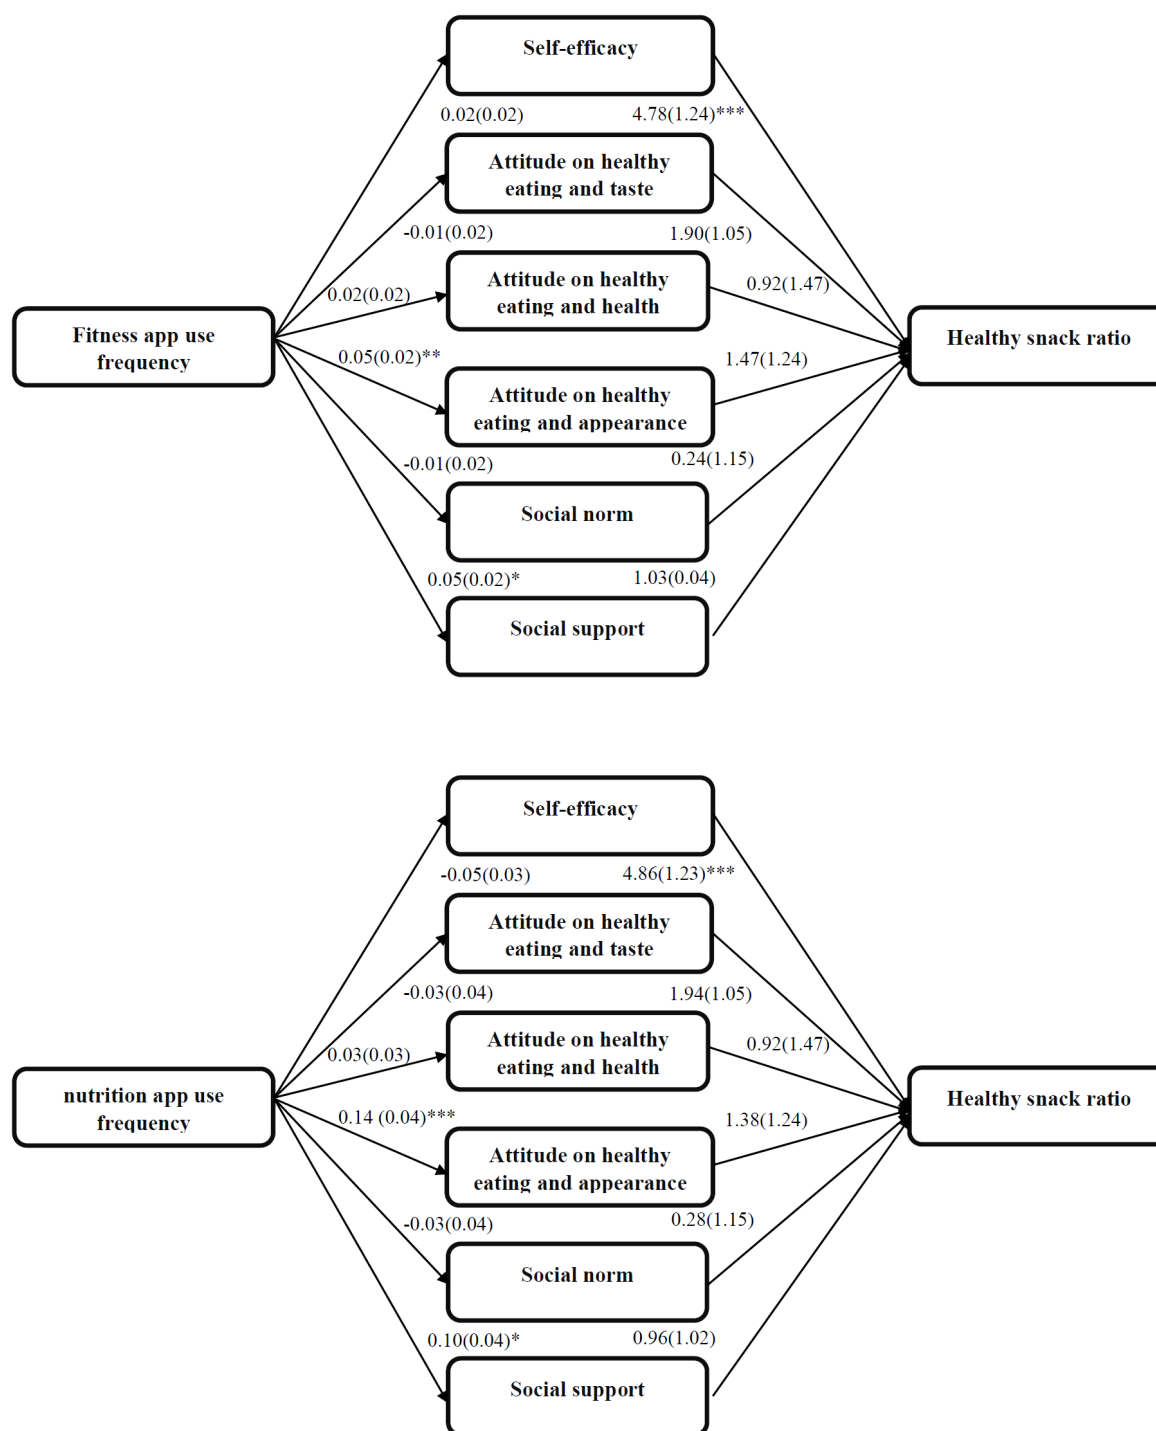 Self-efficacy
0.02(0.02)
4.78(1.24)***
Attitude on healthy
eating and taste
-0.01(0.02)
1.90(1.05)
Attitude on healthy
eating and health
0.02(0.02)
0.92(1.47)
Fitness app use
frequency
Healthy snack ratio
0.05(0.02)**
1.47(1.24)
Attitude on healthy
eating and appearance
-0.01(0.02)
0.24(1.15)
Social norm
0.05(0.02)*
1.03(0.04)
Social support
Self-efficacy
-0.05(0.03)
4.86(1.23)***
Attitude on healthy
eating and taste
-0.03(0.04)
1.94(1.05)
Attitude on healthy
eating and health
0.03(0.03)
0.92(1.47)
nutrition app use
frequency
Healthy snack ratio
0.14 (0.04)***
1.38(1.24)
Attitude on healthy
eating and appearance
-0.03(0.04)
0.28(1.15)
Social norm
0.10(0.04)*
0.96(1.02)
Social support